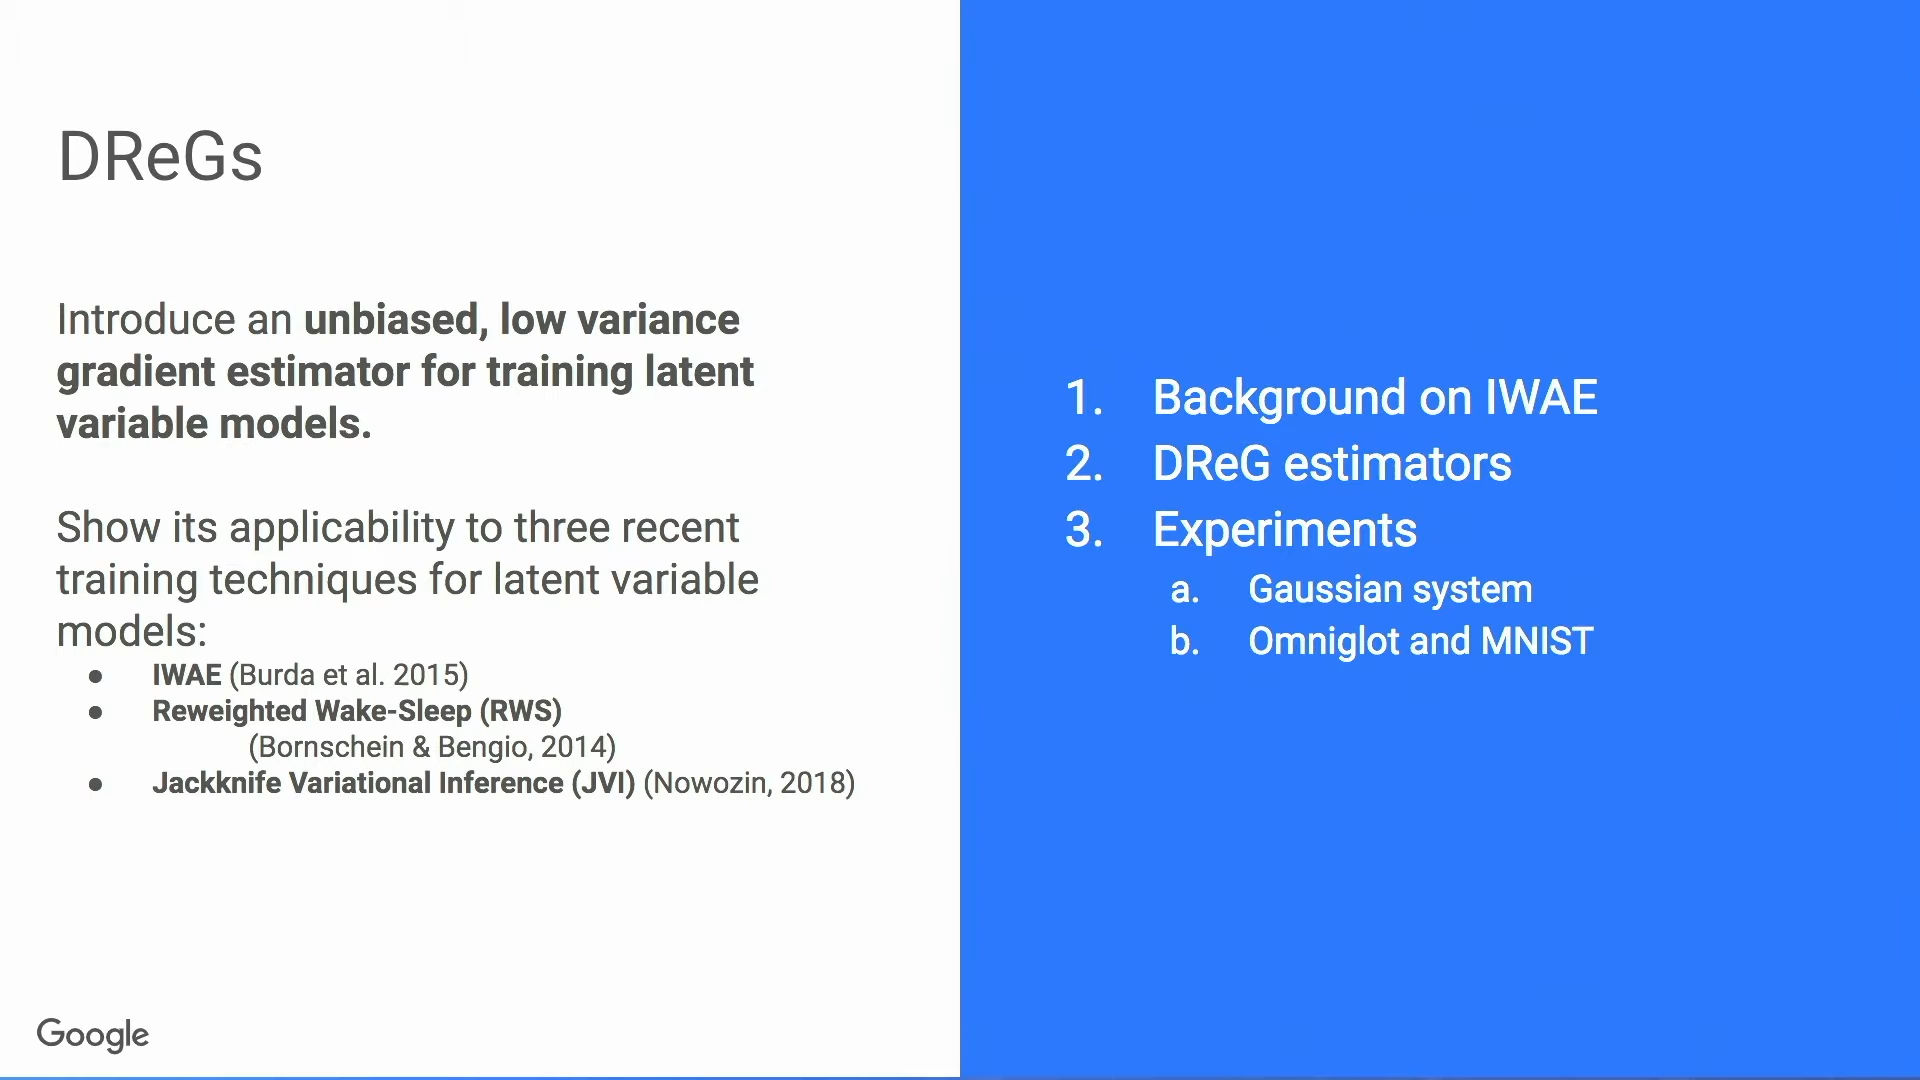 DReGs
Introduce an unbiased, low variance
gradient estimator for training latent
variable models.
Show its applicability to three recent
training techniques for latent variable
models:
● IWAE (Burda et al. 2015)
● Reweighted Wake-Sleep (RWS)
(Bornschein & Bengio, 2014)
● Jackknife Variational Inference (JVI) (Nowozin, 2018)
Google
1. Background on IWAE
2. DReG estimators
3. Experiments
a. Gaussian system
b. Omniglot and MNIST